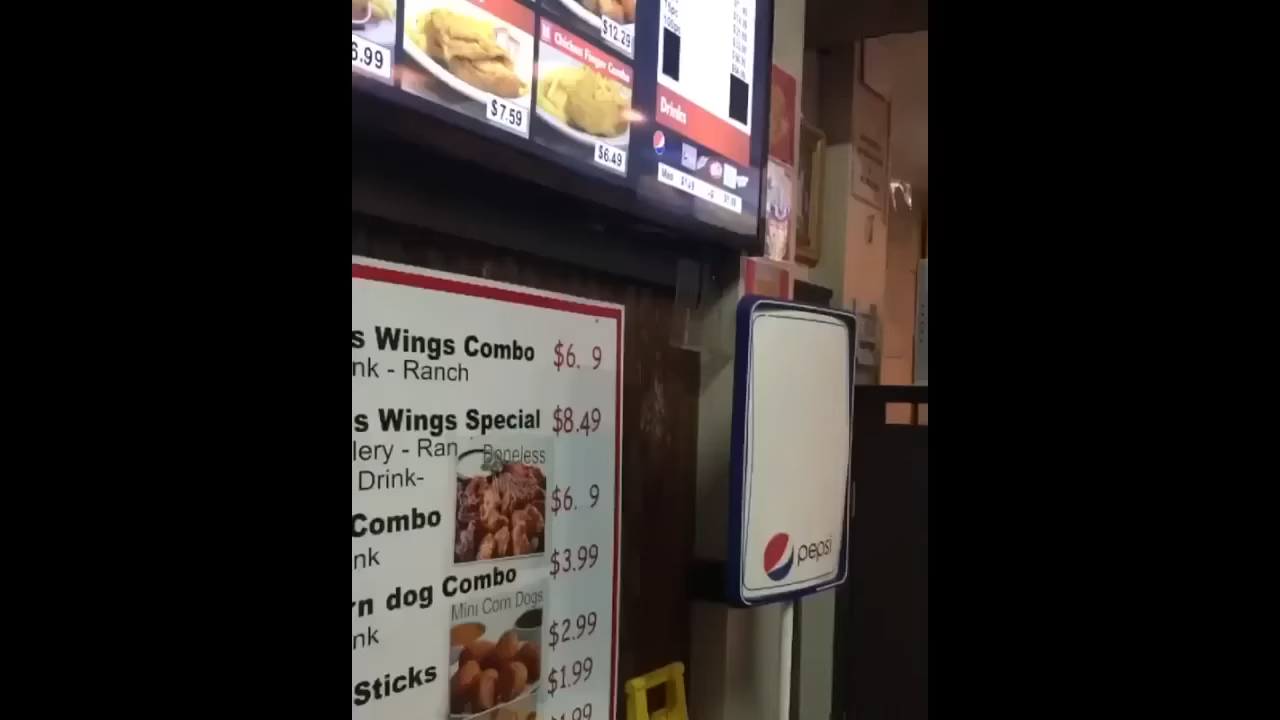 6.99
$7.59
$12.29
Chicken Finger Combo
$6.49
Drinks
s Wings Combo $6. 9
nk - Ranch
s Wings Special $8.49
lery - Ran
Boneless
Drink-
$6. 9
Combo
nk
$3.99
rn dog Combo
Mini Corn Dogs
nk
$2.99
Sticks
$1.99
pepsi